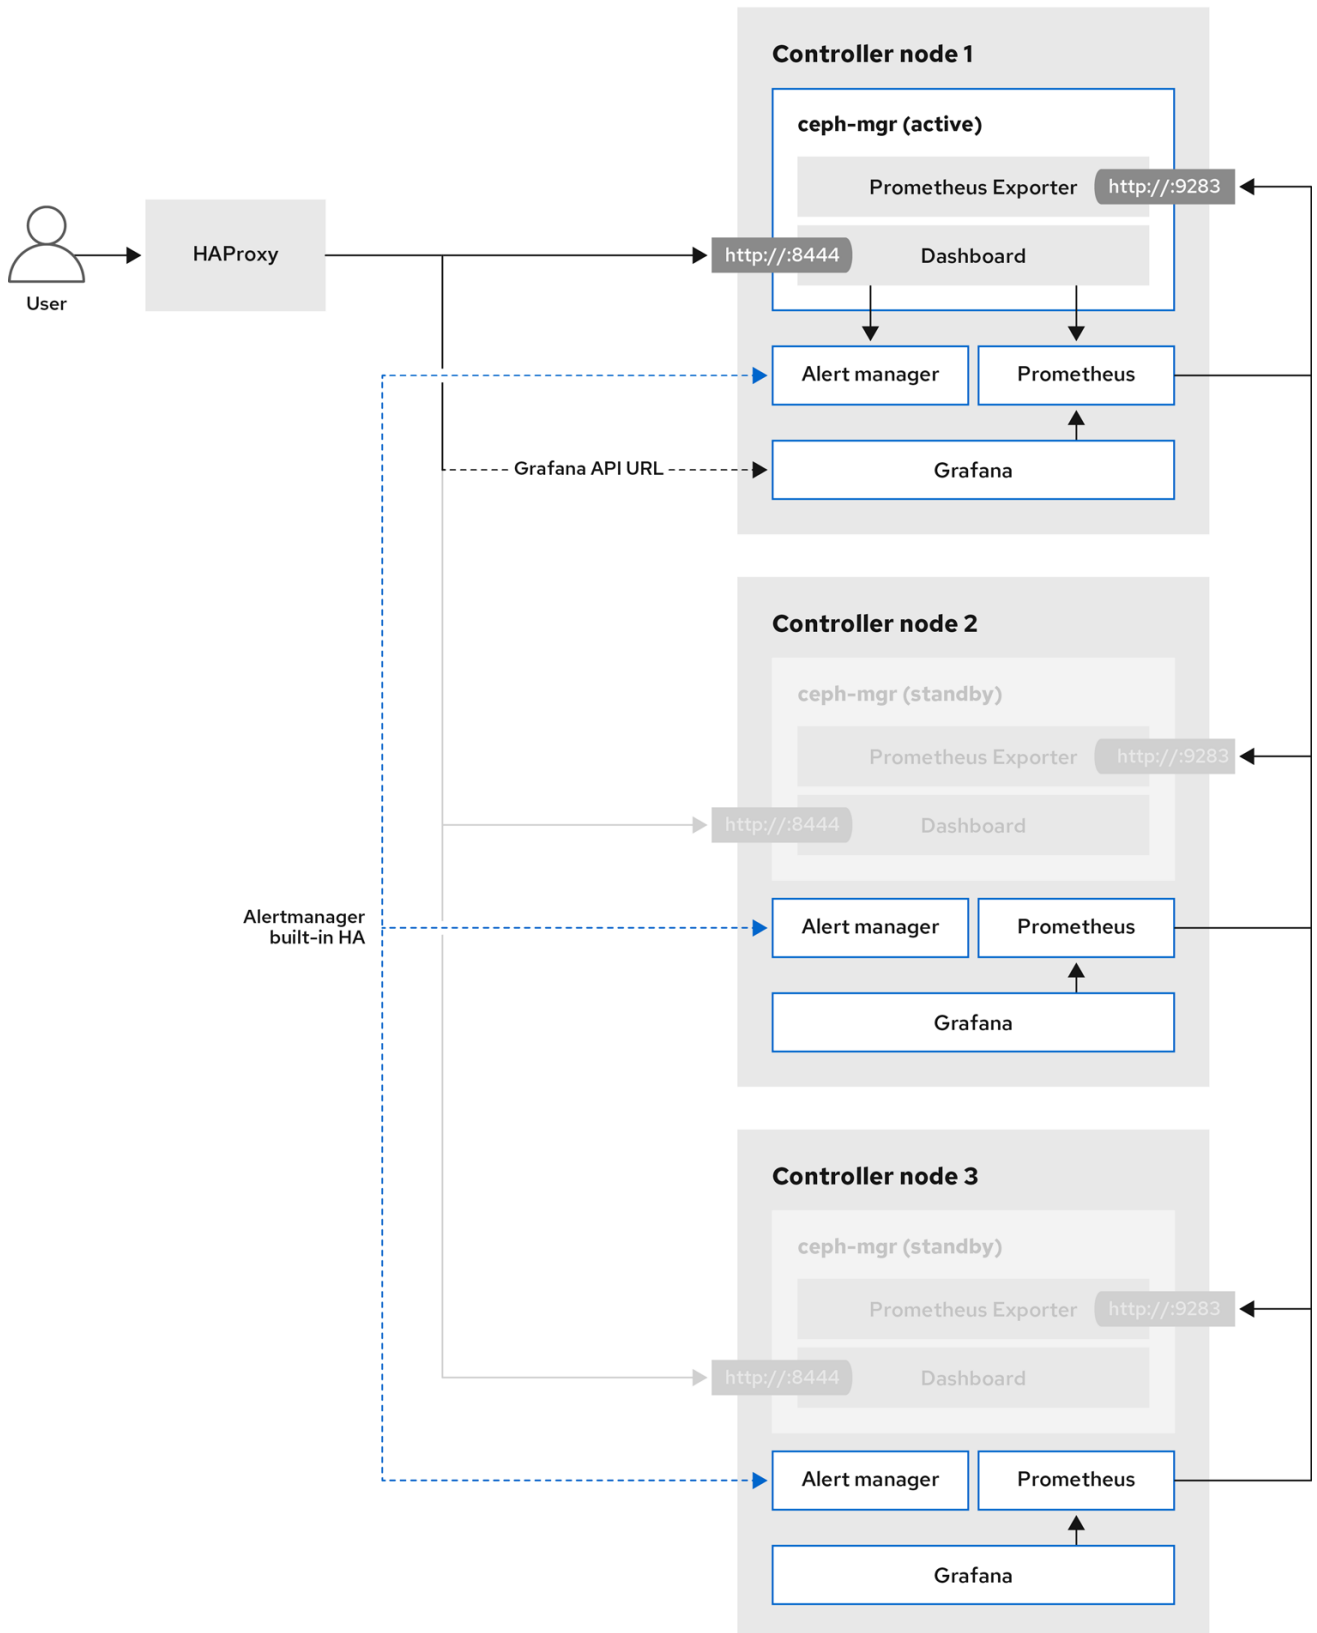 Controller node 1
ceph-mgr (active)
Prometheus Exporter
http://:9283
User
HAProxy
http://:8444
Dashboard
Alert manager
Prometheus
Grafana API URL
Grafana
Controller node 2
ceph-mgr (standby)
Prometheus Exporter
http://:9283
http://:8444
Dashboard
Alertmanager
built-in HA
Alert manager
Prometheus
Grafana
Controller node 3
ceph-mgr (standby)
Prometheus Exporter
http://:9283
http://:8444
Dashboard
Alert manager
Prometheus
Grafana